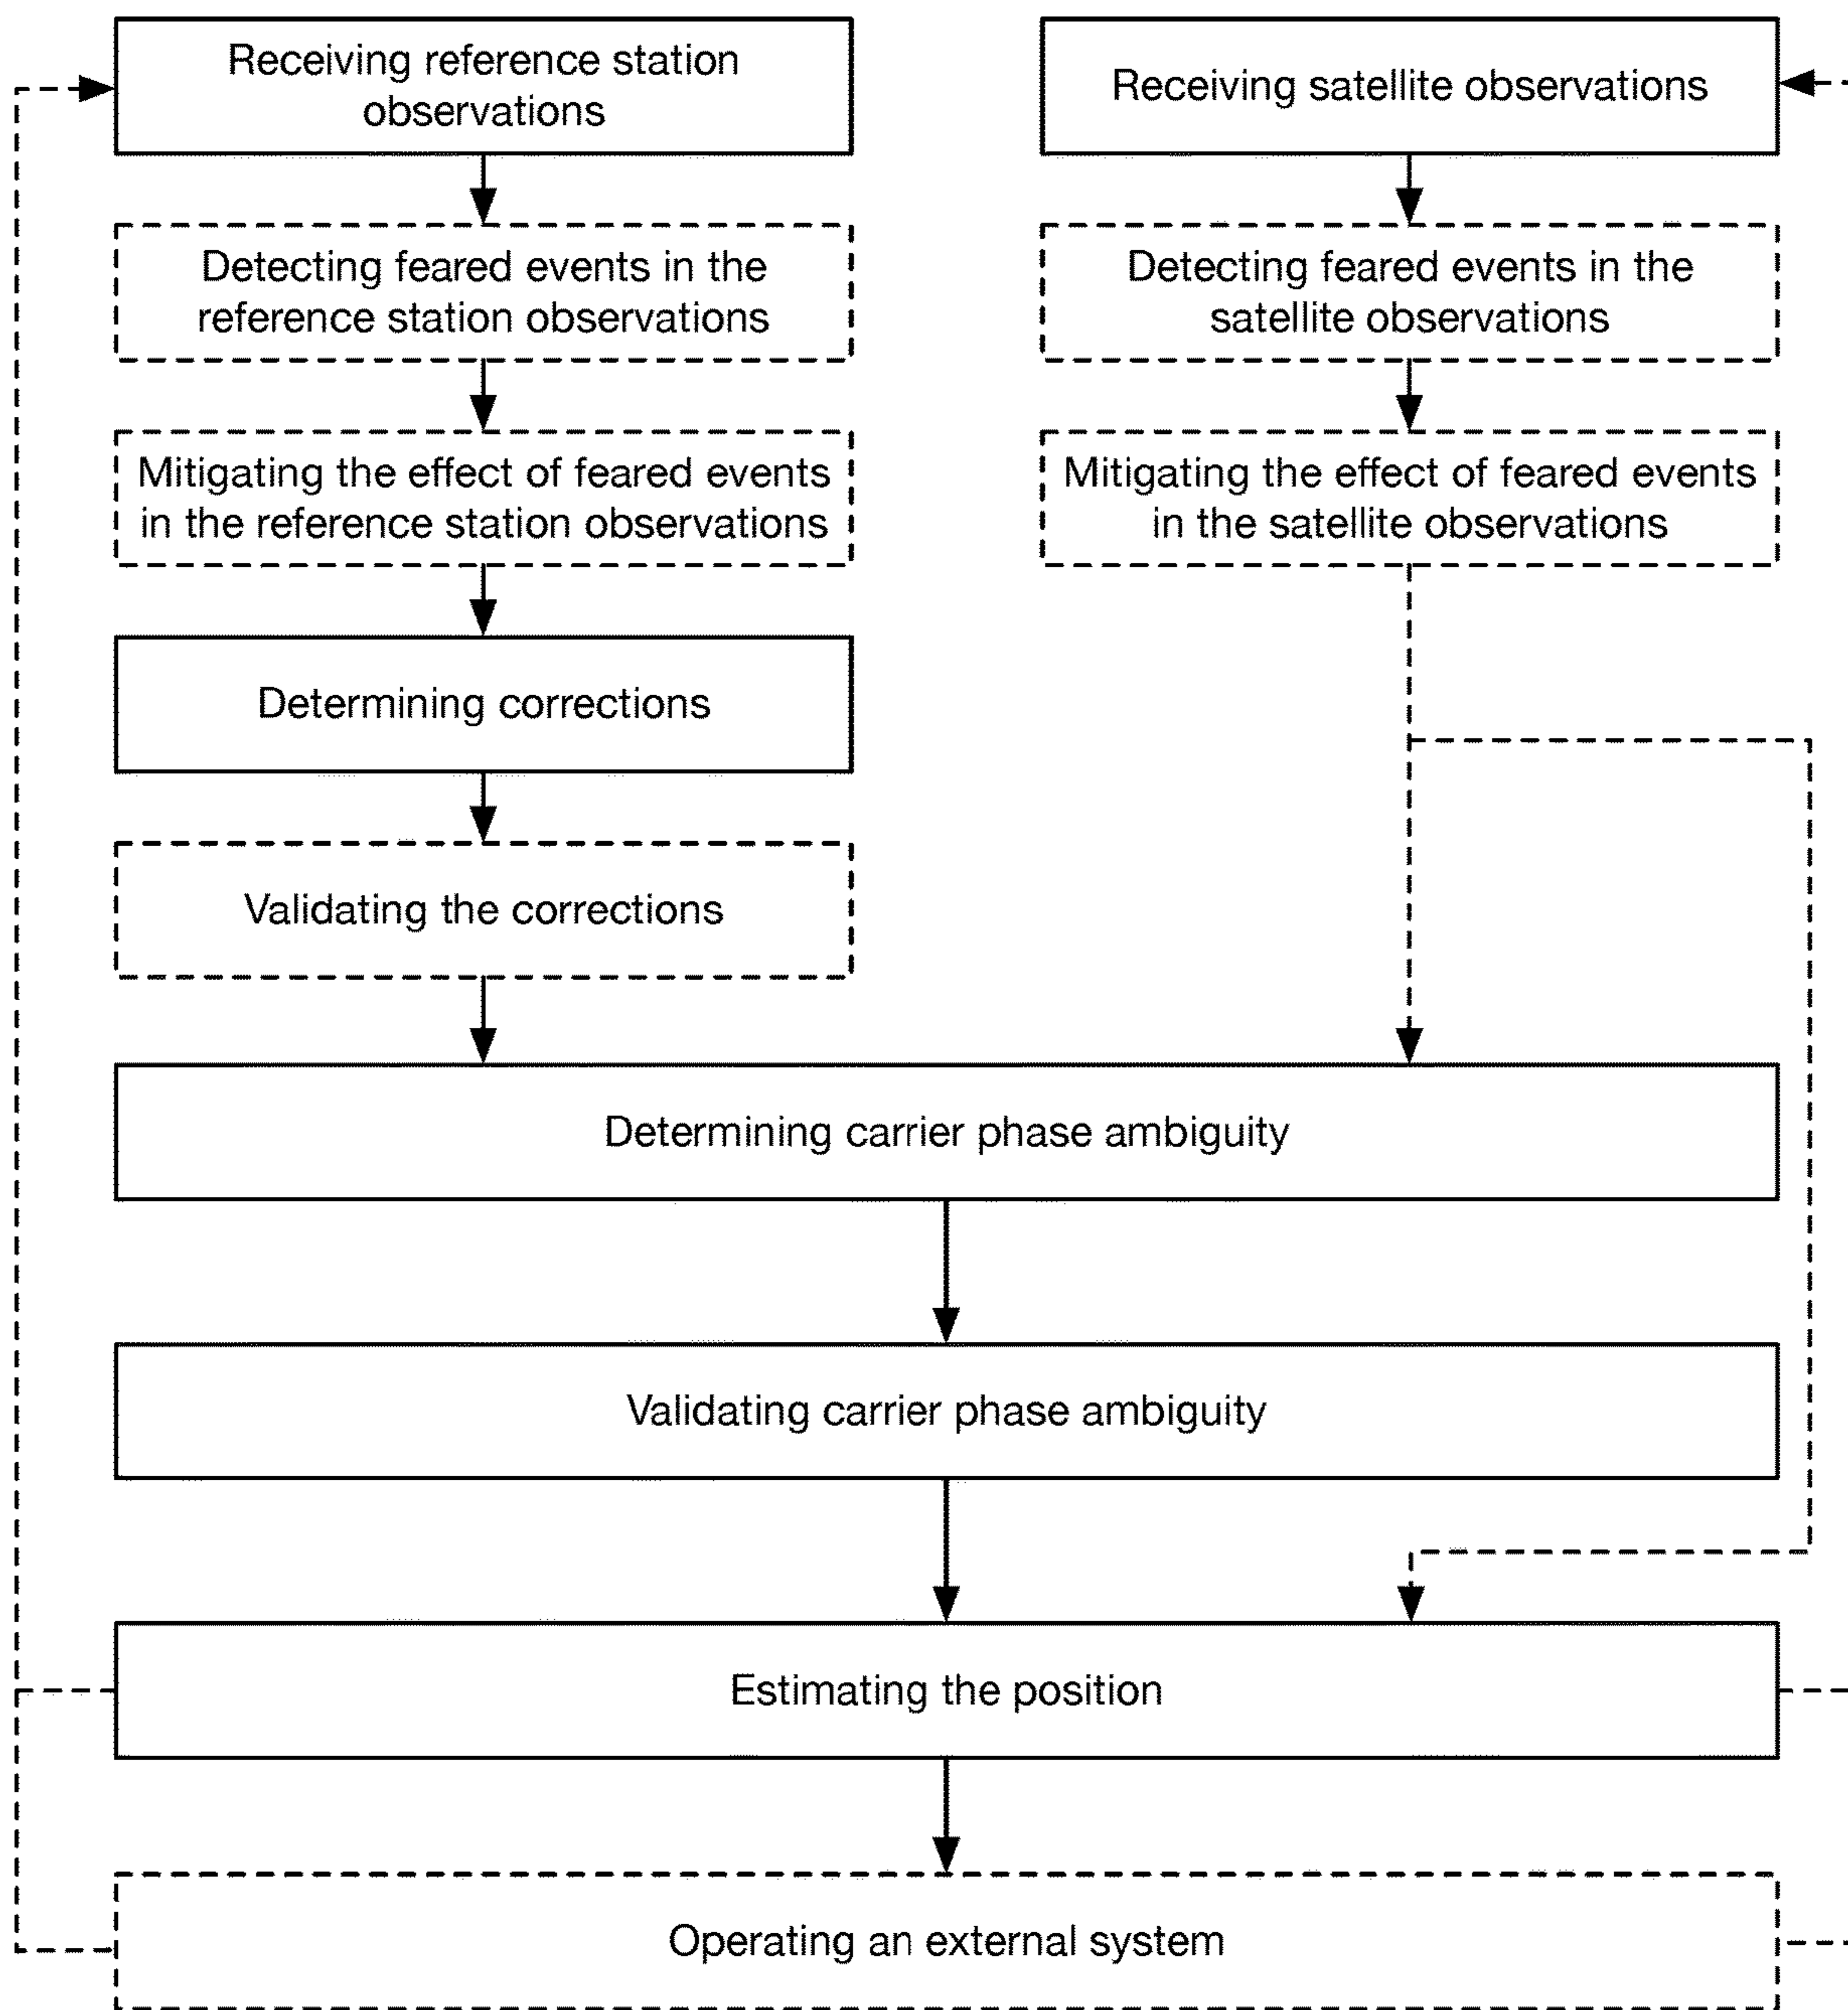 Receiving reference station
observations
Receiving satellite observations
Detecting feared events in the
reference station observations
Detecting feared events in the
satellite observations
Mitigating the effect of feared events
in the reference station observations
Mitigating the effect of feared events
in the satellite observations
Determining corrections
Validating the corrections
Determining carrier phase ambiguity
Validating carrier phase ambiguity
Estimating the position
Operating an external system